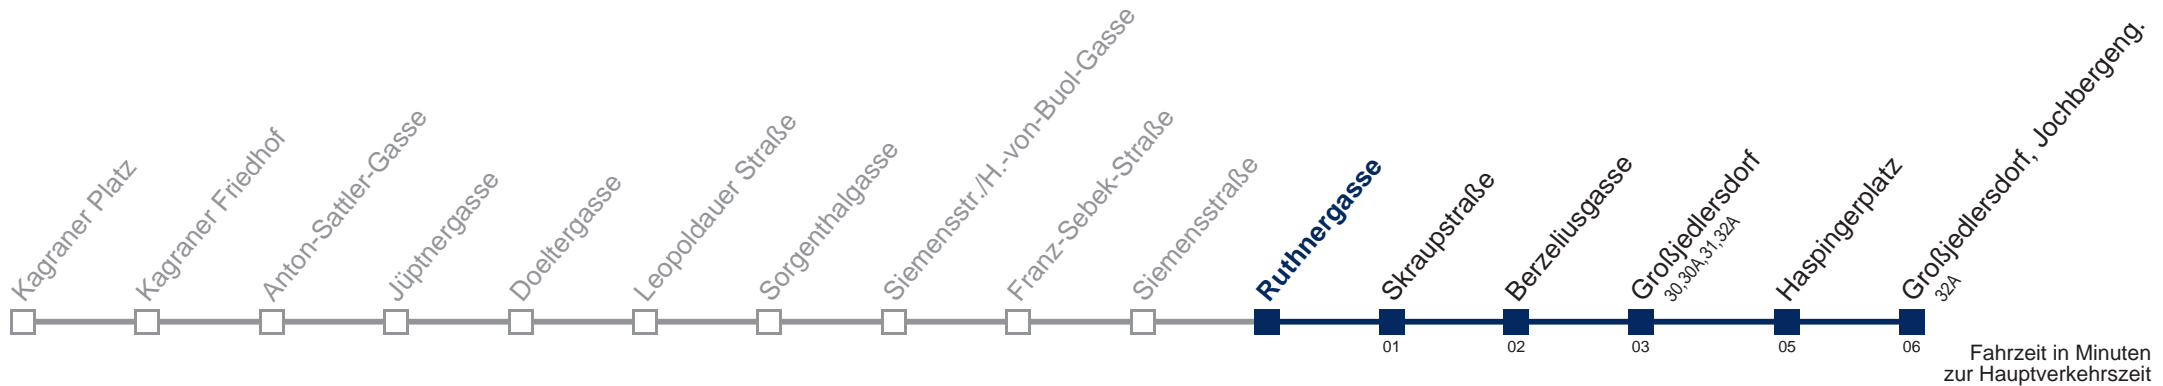 Kagraner Platz
Kagraner Friedhof
Anton-Sattler-Gasse
Jüptnergasse
Doeltergasse
Leopoldauer Straße
Sorgenthalgasse
Siemensstr./H.-von-Buol-Gasse
Franz-Sebek-Straße
Siemensstraße
Ruthnergasse
Skraupstraße
01
Berzeliusgasse
02
Großjedlersdorf
30,30A,31,32A
03
Haspingerplatz
05
Großjedlersdorf, Jochbergeng.
32A
06
Fahrzeit in Minuten
zur Hauptverkehrszeit